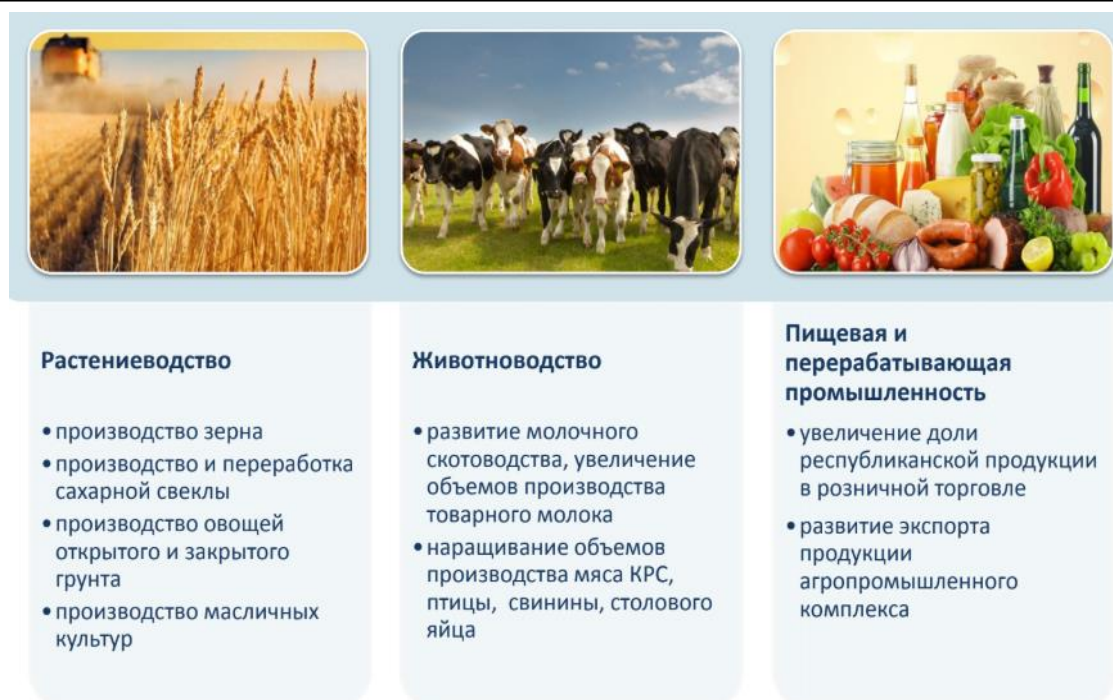 Растениеводство
• производство зерна
• производство и переработка
сахарной свеклы
• производство овощей
открытого и закрытого
грунта
• производство масличных
культур
Животноводство
• развитие молочного
скотоводства, увеличение
объемов производства
товарного молока
• наращивание объемов
производства мяса КРС,
птицы, свинины, столового
яйца
Пищевая и
перерабатывающая
промышленность
• увеличение доли
республиканской продукции
в розничной торговле
• развитие экспорта
продукции
агропромышленного
комплекса